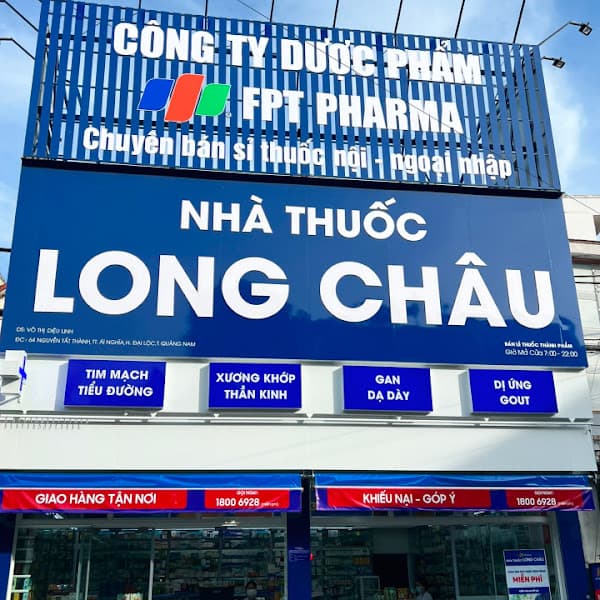 CÔNG TY DƯỢC PHẨM
FPT PHARMA
Chuyên bán sỉ thuốc nội - ngoại nhập
NHÀ THUỐC
LONG CHÂU
DS: VÕ THỊ DIỆU LINH
ĐC: 64 NGUYỄN TẤT THÀNH, TT. ÁI NGHĨA, H. ĐẠI LỘC, T. QUẢNG NAM
BÁN LẺ THUỐC THÀNH PHẨM
Giờ Mở Cửa 7:00 - 22:00
TIM MẠCH
TIỂU ĐƯỜNG
XƯƠNG KHỚP
THẦN KINH
GAN
DẠ DÀY
DỊ ỨNG
GOUT
GIAO HÀNG TẬN NƠI
1800 6928
KHIẾU NẠI - GÓP Ý
1800 6928
LONG CHÂU
MIỄN PHÍ